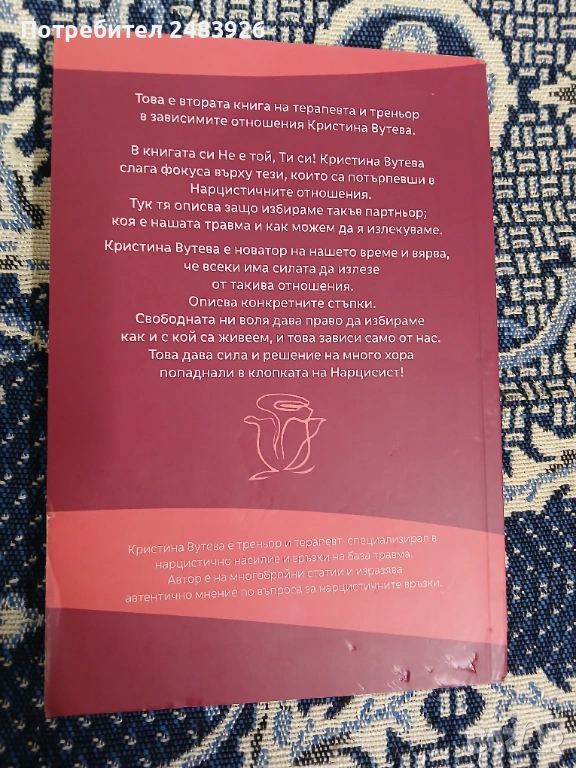 Потребител 2483926
Това е втората книга на терапевта и треньор
в зависимите отношения Кристина Вутева.
В книгата си Не е той, Ти си! Кристина Вутева
слага фокуса върху тези, които са потърпевши в
Нарцистичните отношения.
Тук тя описва защо избираме такъв партньор;
коя е нашата травма и как можем да я излекуваме.
Кристина Вутева е новатор на нашето време и вярва,
че всеки има силата да излезе
от такива отношения.
Описва конкретните стъпки.
Свободната ни воля дава право да избираме
как и с кой са живеем, и това зависи само от нас.
Това дава сила и решение на много хора
попаднали в клопката на Нарцисист!
Кристина Вутева е треньор и терапевт, специализирал в
нарцистично насилие и връзки на база травма.
Автор е на многобройни статии и изразява
автентично мнение по въпроса за нарцистичните връзки.